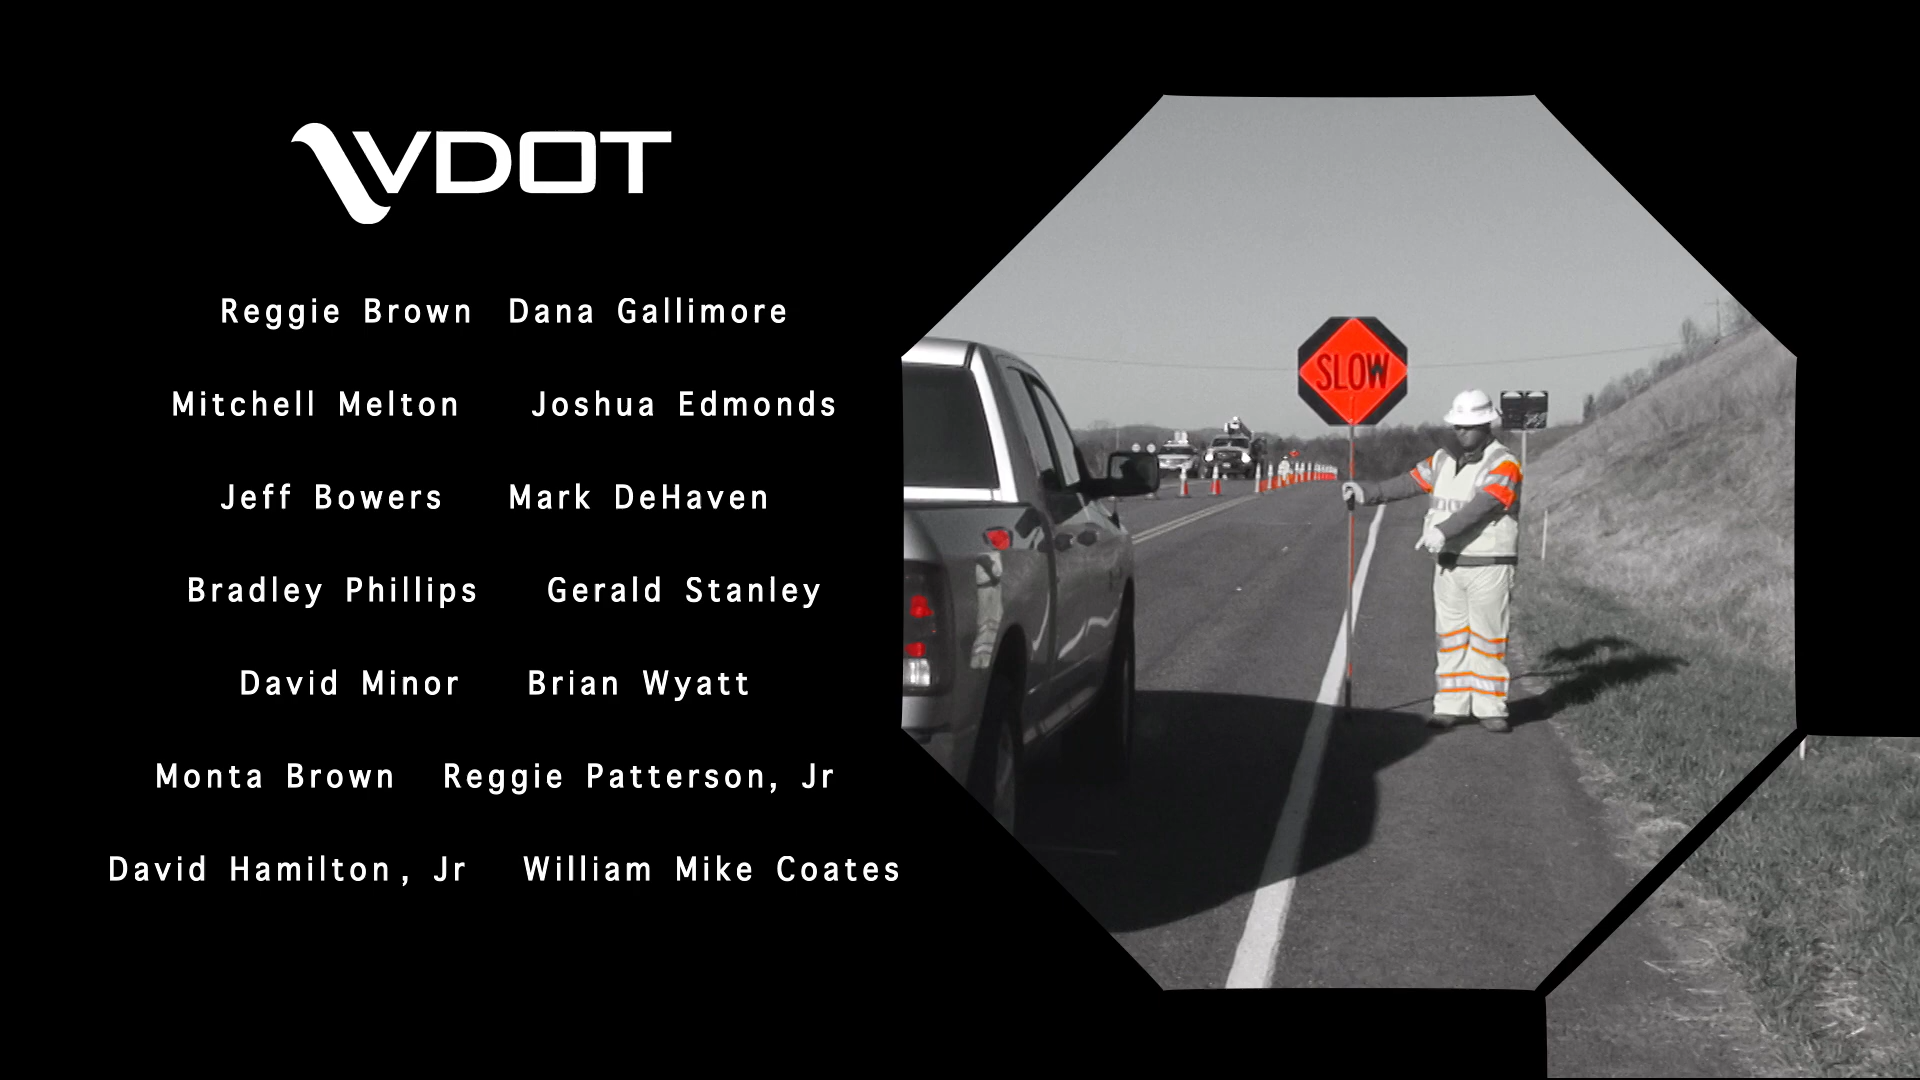 VDOT
Reggie Brown Dana Gallimore
Mitchell Melton Joshua Edmonds
Jeff Bowers Mark DeHaven
Bradley Phillips Gerald Stanley
David Minor Brian Wyatt
Monta Brown Reggie Patterson, Jr
David Hamilton, Jr William Mike Coates
SLOW